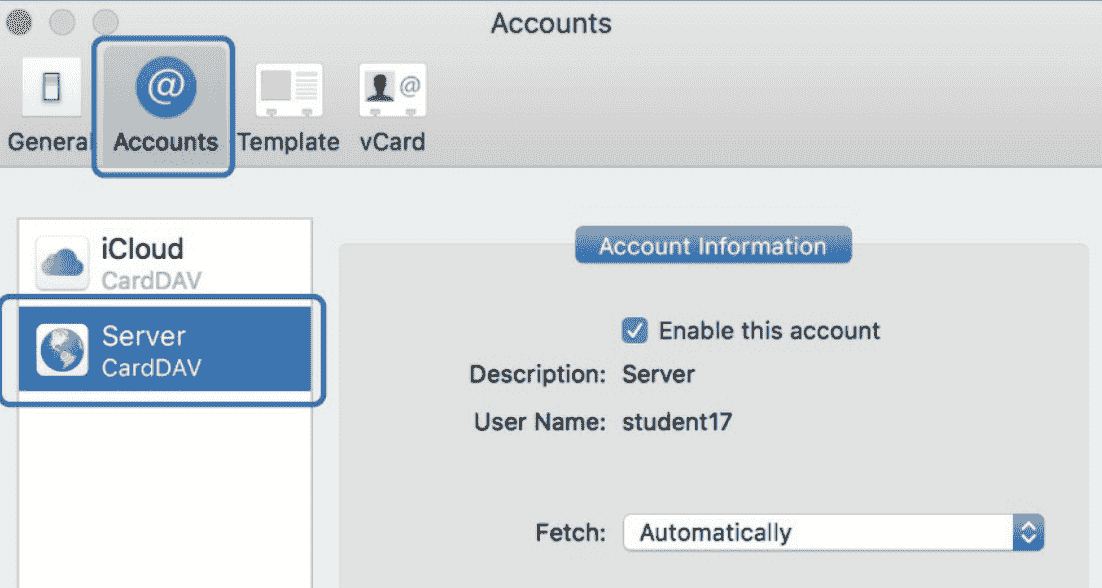 Accounts
General Accounts Template vCard
iCloud
CardDAV
Server
CardDAV
Account Information
Enable this account
Description: Server
User Name: student17
Fetch: Automatically